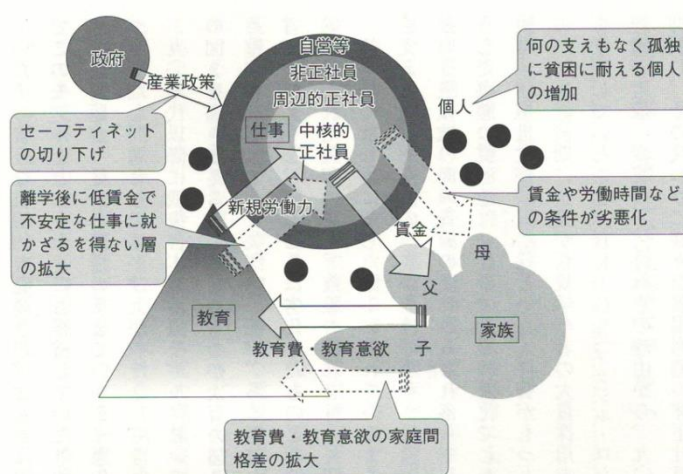 政府
産業政策
自営等
非正社員
周辺的正社員
仕事
中核的
正社員
個人
何の支えもなく孤独
に貧困に耐える個人
の増加
セーフティネット
の切り下げ
離学後に低賃金で
不安定な仕事に就
かざるを得ない層
の拡大
新規労働力
賃金や労働時間など
の条件が劣悪化
賃金
母
父
教育
家族
教育費・教育意欲
子
教育費・教育意欲の家庭間
格差の拡大